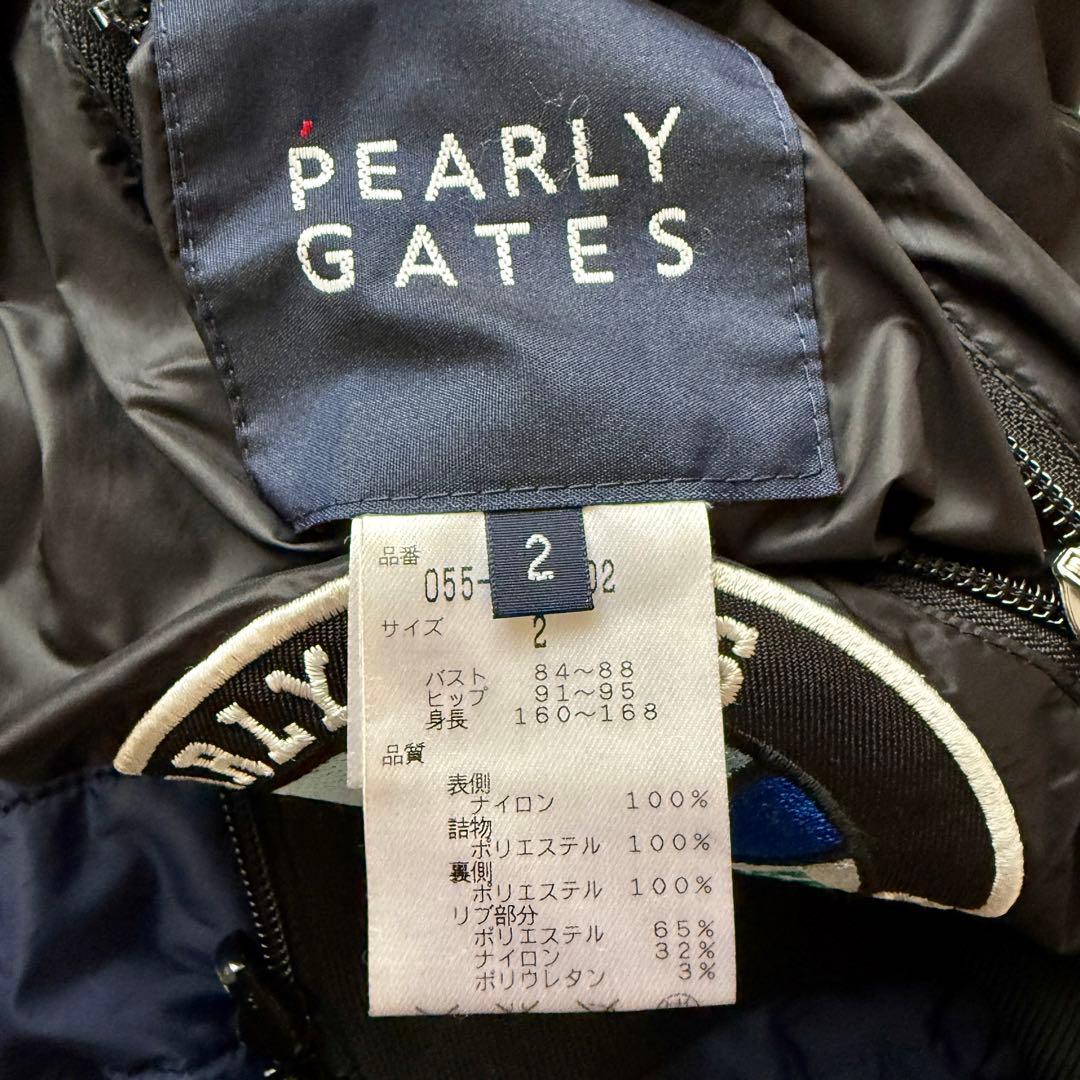 PEARLY
GATES
2
品番
055- 02
サイズ
2
バスト 84～88
ヒップ 91～95
身長 160～168
品質
表側
ナイロン 100%
詰物
ポリエステル 100%
裏側
ポリエステル 100%
リブ部分
ポリエステル 65%
ナイロン 32%
ポリウレタン 3%